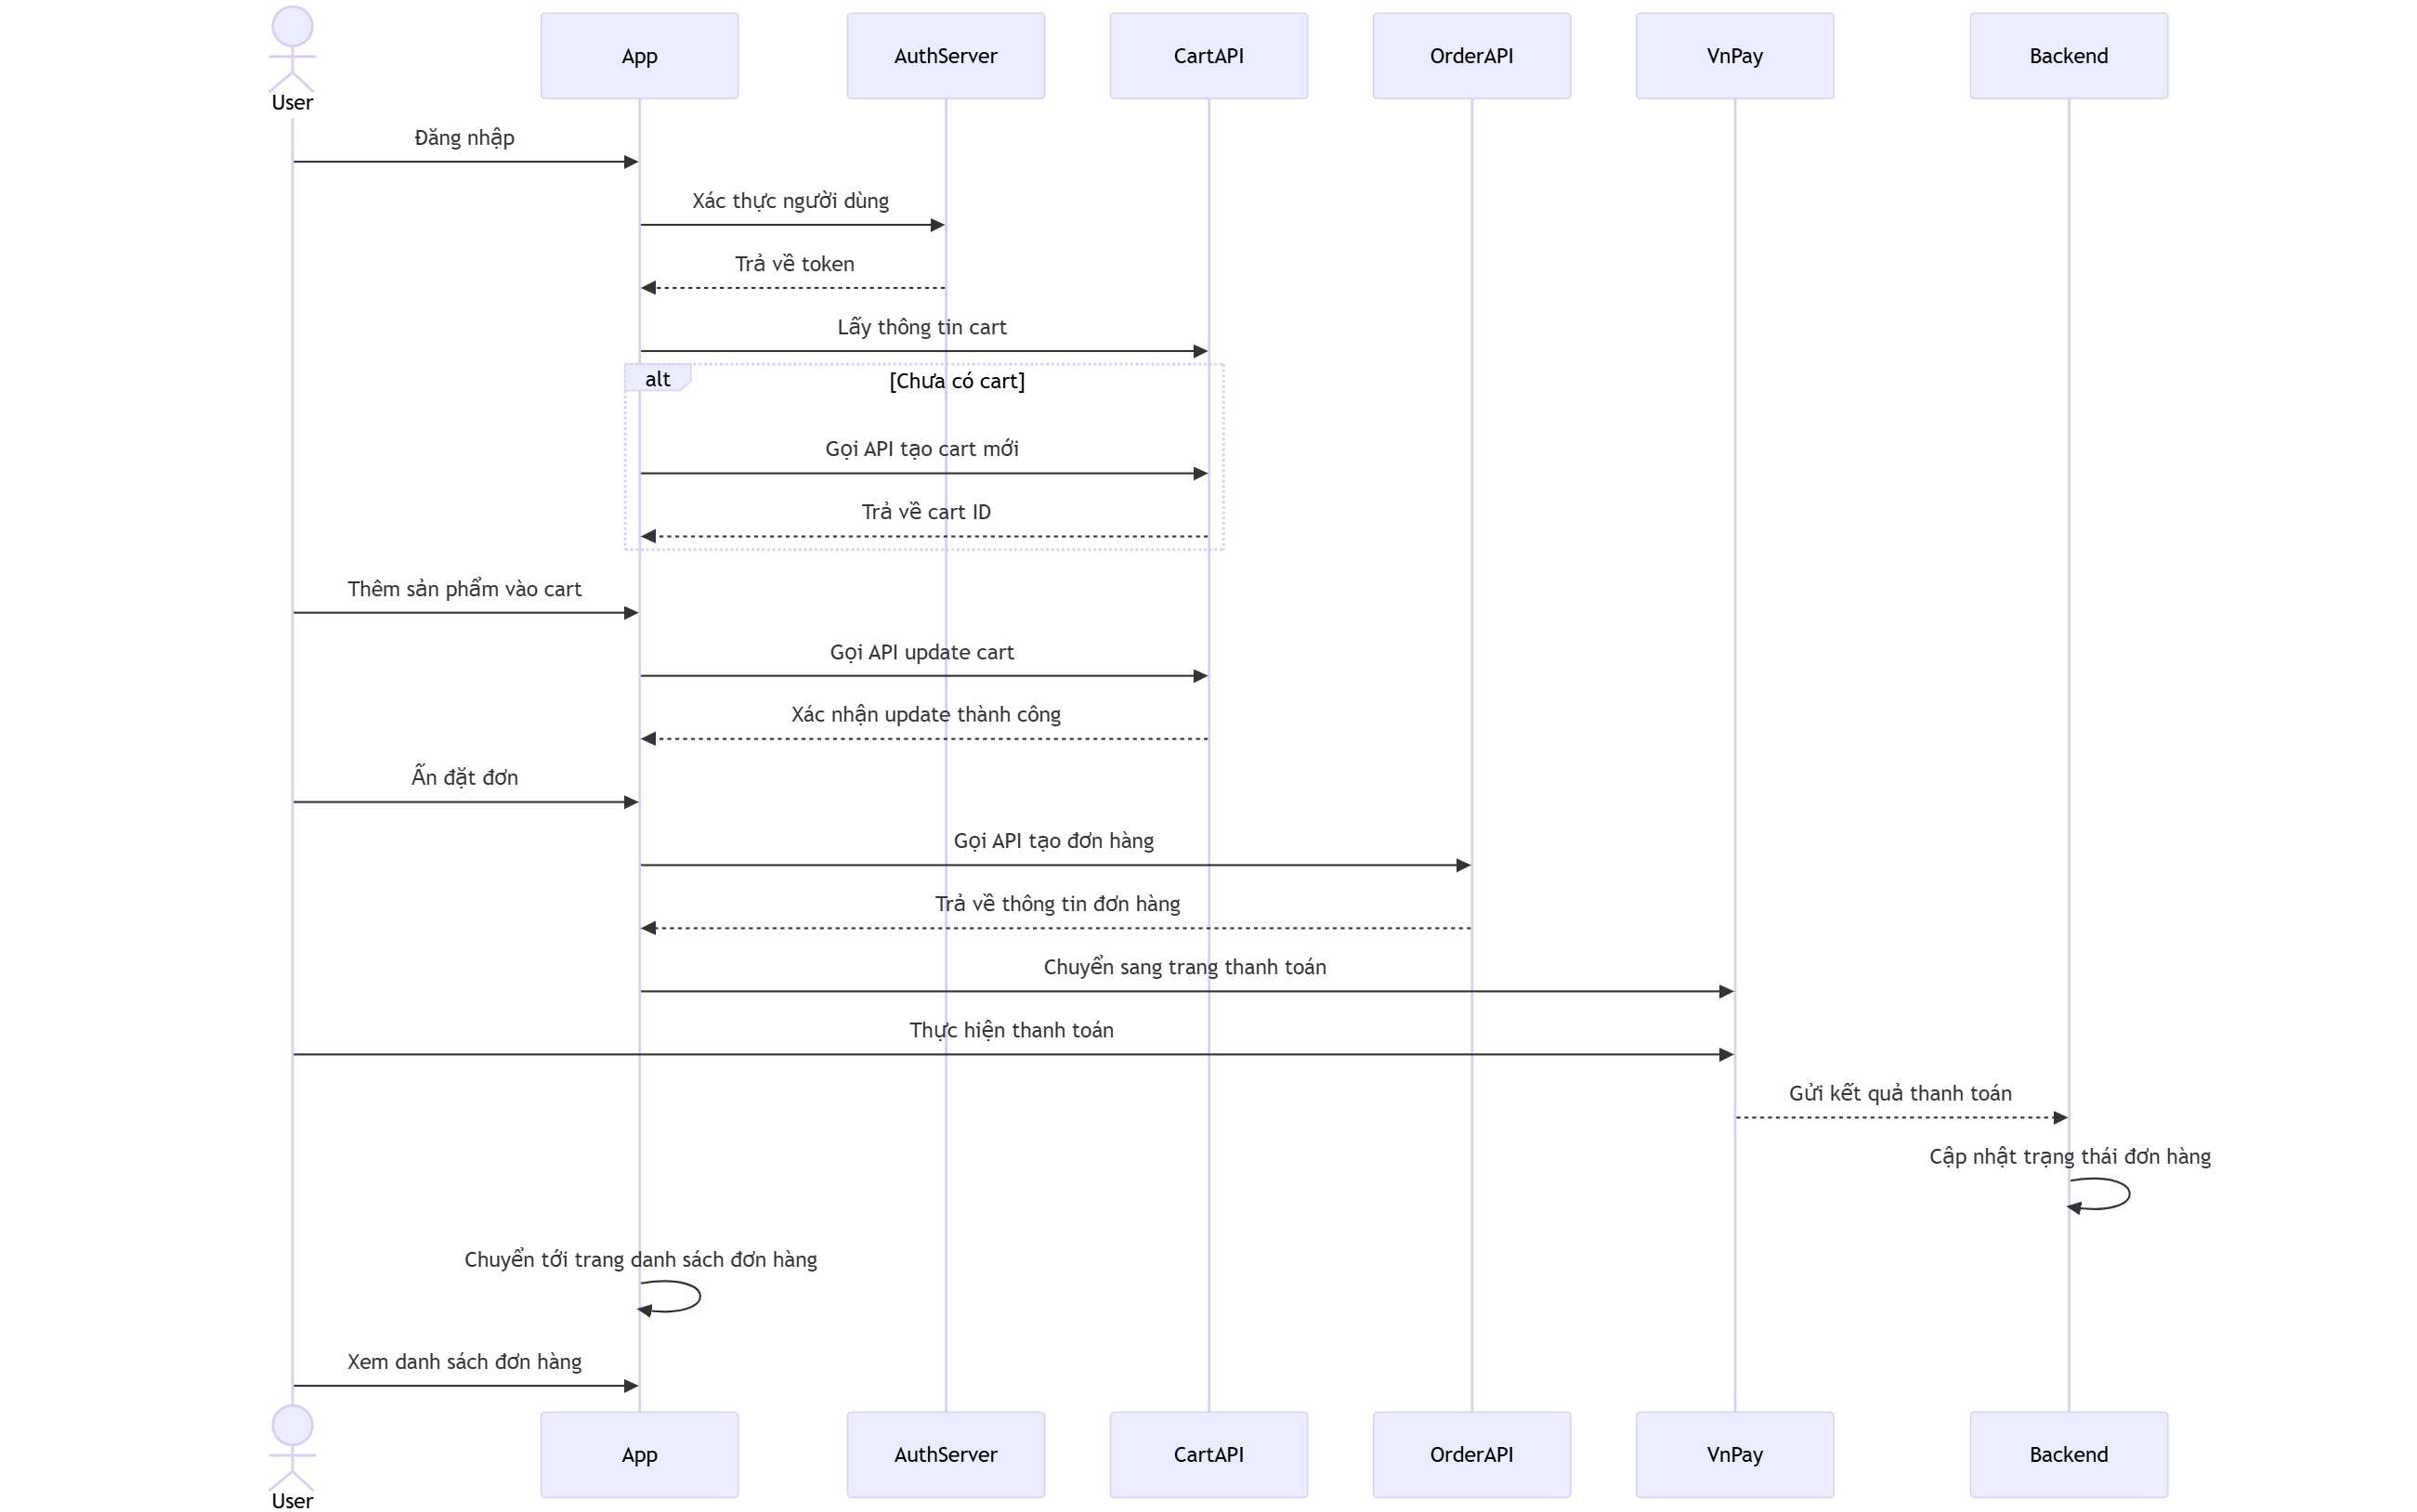 User
App
AuthServer
CartAPI
OrderAPI
VnPay
Backend
Đăng nhập
Xác thực người dùng
Trả về token
Lấy thông tin cart
alt
[Chưa có cart]
Gọi API tạo cart mới
Trả về cart ID
Thêm sản phẩm vào cart
Gọi API update cart
Xác nhận update thành công
Ấn đặt đơn
Gọi API tạo đơn hàng
Trả về thông tin đơn hàng
Chuyển sang trang thanh toán
Thực hiện thanh toán
Gửi kết quả thanh toán
Cập nhật trạng thái đơn hàng
Chuyển tới trang danh sách đơn hàng
Xem danh sách đơn hàng
User
App
AuthServer
CartAPI
OrderAPI
VnPay
Backend